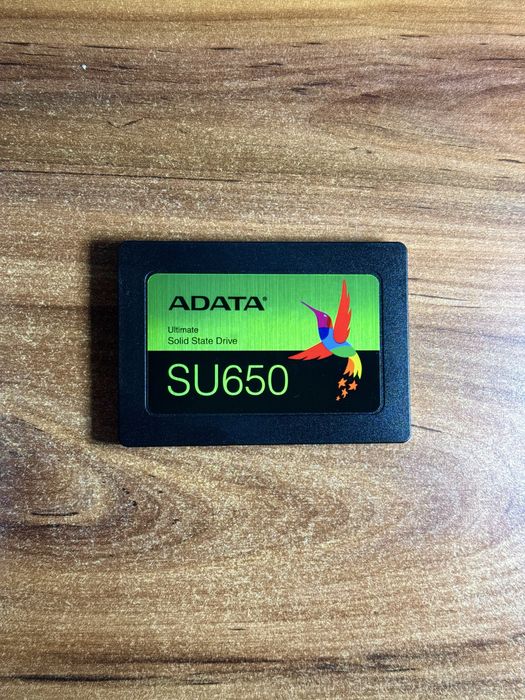 ADATA®
Ultimate
Solid State Drive
SU650